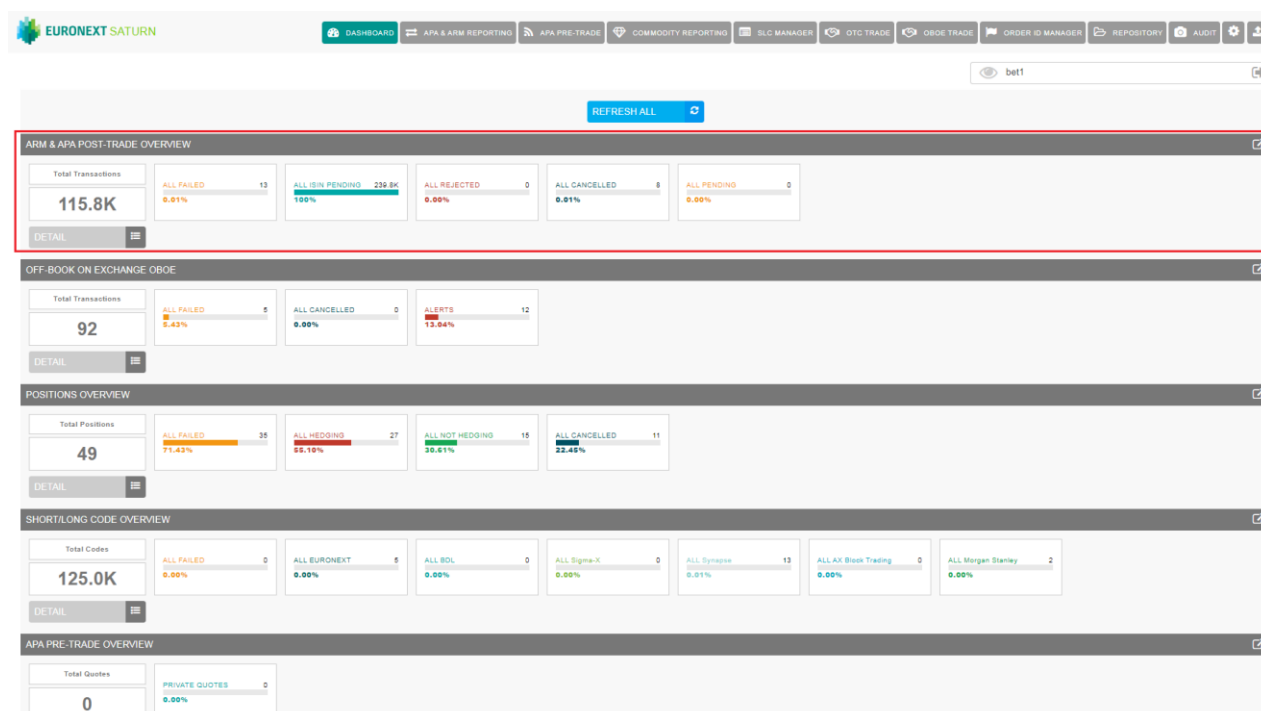 EURONEXT SATURN
DASHBOARD APA & ARM REPORTING APA PRE-TRADE COMMODITY REPORTING SLC MANAGER OTC TRADE OBOE TRADE ORDER ID MANAGER REPOSITORY AUDIT
bet1
REFRESH ALL
ARM & APA POST-TRADE OVERVIEW
Total Transactions
115.8K
DETAIL
ALL FAILED 13
0.01%
ALL ISIN PENDING 239.8K
100%
ALL REJECTED 0
0.00%
ALL CANCELLED 8
0.01%
ALL PENDING 0
0.00%
OFF-BOOK ON EXCHANGE OBOE
Total Transactions
92
DETAIL
ALL FAILED 5
5.43%
ALL CANCELLED 0
0.00%
ALERTS 12
13.04%
POSITIONS OVERVIEW
Total Positions
49
DETAIL
ALL FAILED 35
71.43%
ALL HEDGING 27
55.10%
ALL NOT HEDGING 15
30.61%
ALL CANCELLED 11
22.45%
SHORT/LONG CODE OVERVIEW
Total Codes
125.0K
DETAIL
ALL FAILED 0
0.00%
ALL EURONEXT 5
0.00%
ALL BDL 0
0.00%
ALL Sigma-X 0
0.00%
ALL Synapse 13
0.01%
ALL AX Block Trading 0
0.00%
ALL Morgan Stanley 2
0.00%
APA PRE-TRADE OVERVIEW
Total Quotes
0
PRIVATE QUOTES 0
0.00%